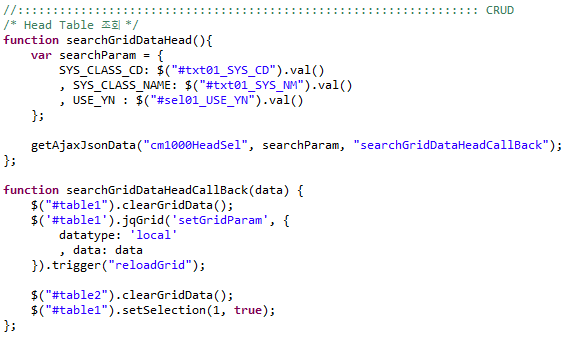 //:::::::::::::::::::::::::::::::::::::::::::::::::::::::::::::::::: CRUD
/* Head Table 조회 */
function searchGridDataHead(){
    var searchParam = {
        SYS_CLASS_CD: $("#txt01_SYS_CD").val()
        , SYS_CLASS_NAME: $("#txt01_SYS_NM").val()
        , USE_YN : $("#sel01_USE_YN").val()
    };

    getAjaxJsonData("cm1000HeadSel", searchParam, "searchGridDataHeadCallBack");
};

function searchGridDataHeadCallBack(data) {
    $("#table1").clearGridData();
    $('#table1').jqGrid('setGridParam', {
        datatype: 'local'
        , data: data
    }).trigger("reloadGrid");

    $("#table2").clearGridData();
    $("#table1").setSelection(1, true);
};